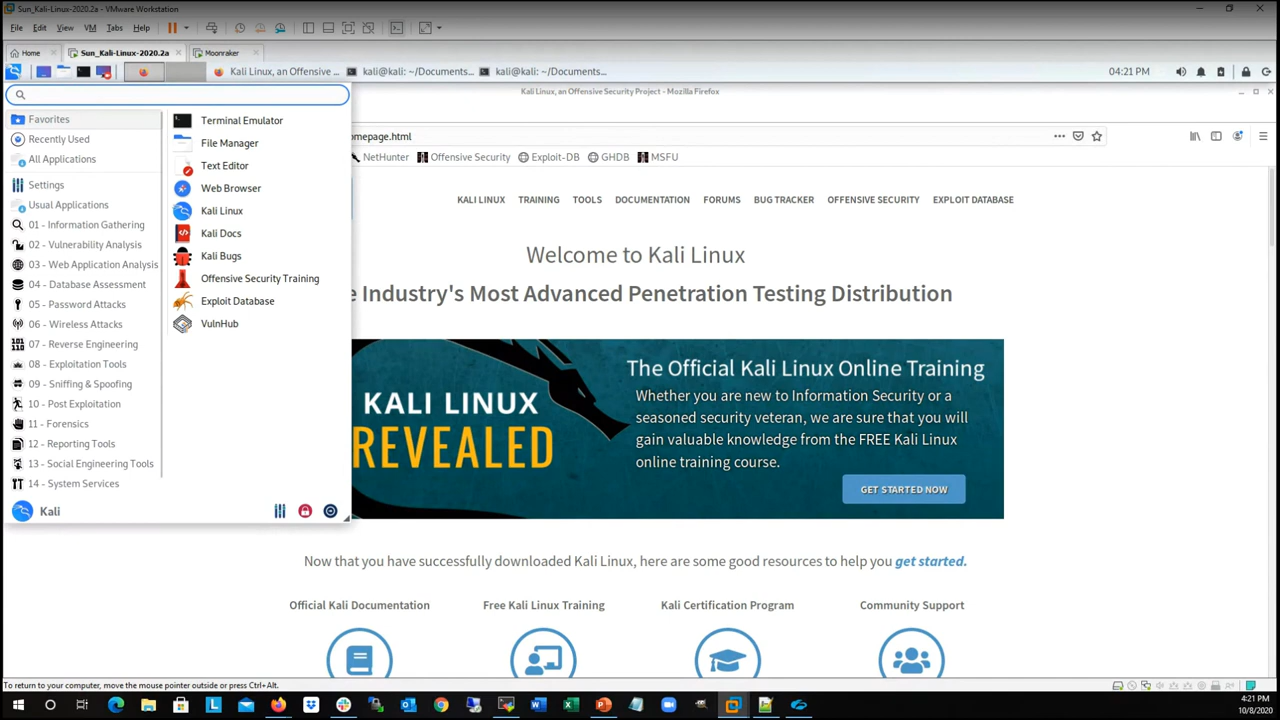 Sun_Kali-Linux-2020.2a - VMware Workstation
File Edit View VM Tabs Help
Home Sun_Kali-Linux-2020.2a Moonraker
Kali Linux, an Offensive ... kali@kali: ~/Documents... kali@kali: ~/Documents... 04:21 PM
Kali Linux, an Offensive Security Project - Mozilla Firefox
omepage.html
NetHunter Offensive Security Exploit-DB GHDB MSFU
Favorites
Recently Used
All Applications
Settings
Usual Applications
01 - Information Gathering
02 - Vulnerability Analysis
03 - Web Application Analysis
04 - Database Assessment
05 - Password Attacks
06 - Wireless Attacks
07 - Reverse Engineering
08 - Exploitation Tools
09 - Sniffing & Spoofing
10 - Post Exploitation
11 - Forensics
12 - Reporting Tools
13 - Social Engineering Tools
14 - System Services
Kali
Terminal Emulator
File Manager
Text Editor
Web Browser
Kali Linux
Kali Docs
Kali Bugs
Offensive Security Training
Exploit Database
VulnHub
KALI LINUX TRAINING TOOLS DOCUMENTATION FORUMS BUG TRACKER OFFENSIVE SECURITY EXPLOIT DATABASE
Welcome to Kali Linux
e Industry's Most Advanced Penetration Testing Distribution
KALI LINUX
REVEALED
The Official Kali Linux Online Training
Whether you are new to Information Security or a
seasoned security veteran, we are sure that you will
gain valuable knowledge from the FREE Kali Linux
online training course.
GET STARTED NOW
Now that you have successfully downloaded Kali Linux, here are some good resources to help you get started.
Official Kali Documentation Free Kali Linux Training Kali Certification Program Community Support
To return to your computer, move the mouse pointer outside or press Ctrl+Alt.
4:21 PM
10/8/2020